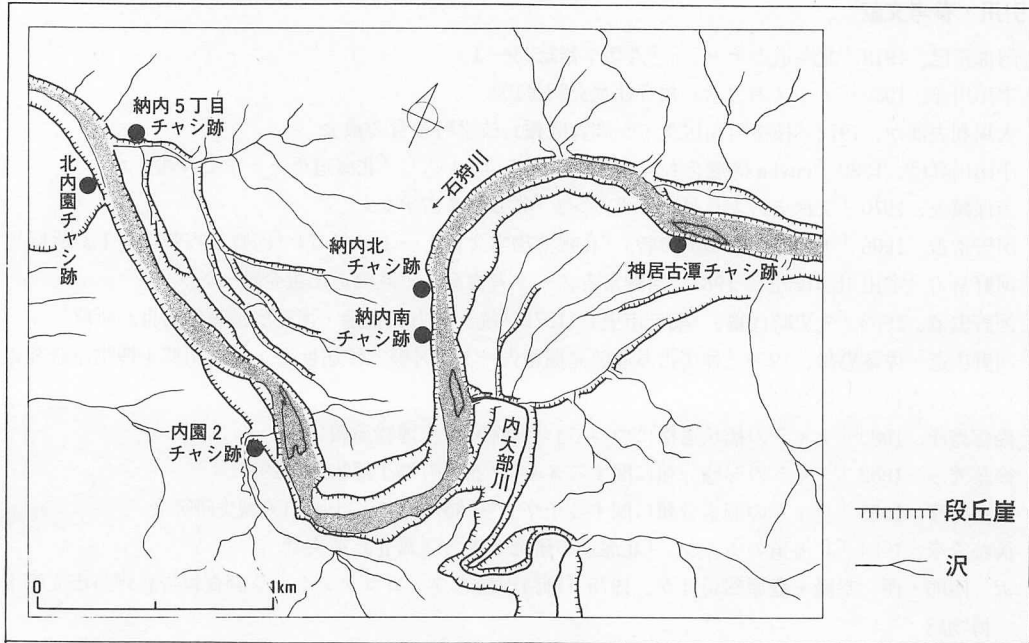 納内5丁目
チャシ跡
北内園チャシ跡
石狩川
納内北
チャシ跡
神居古潭チャシ跡
納内南
チャシ跡
内園2
チャシ跡
内大部川
段丘崖
沢
0
1km